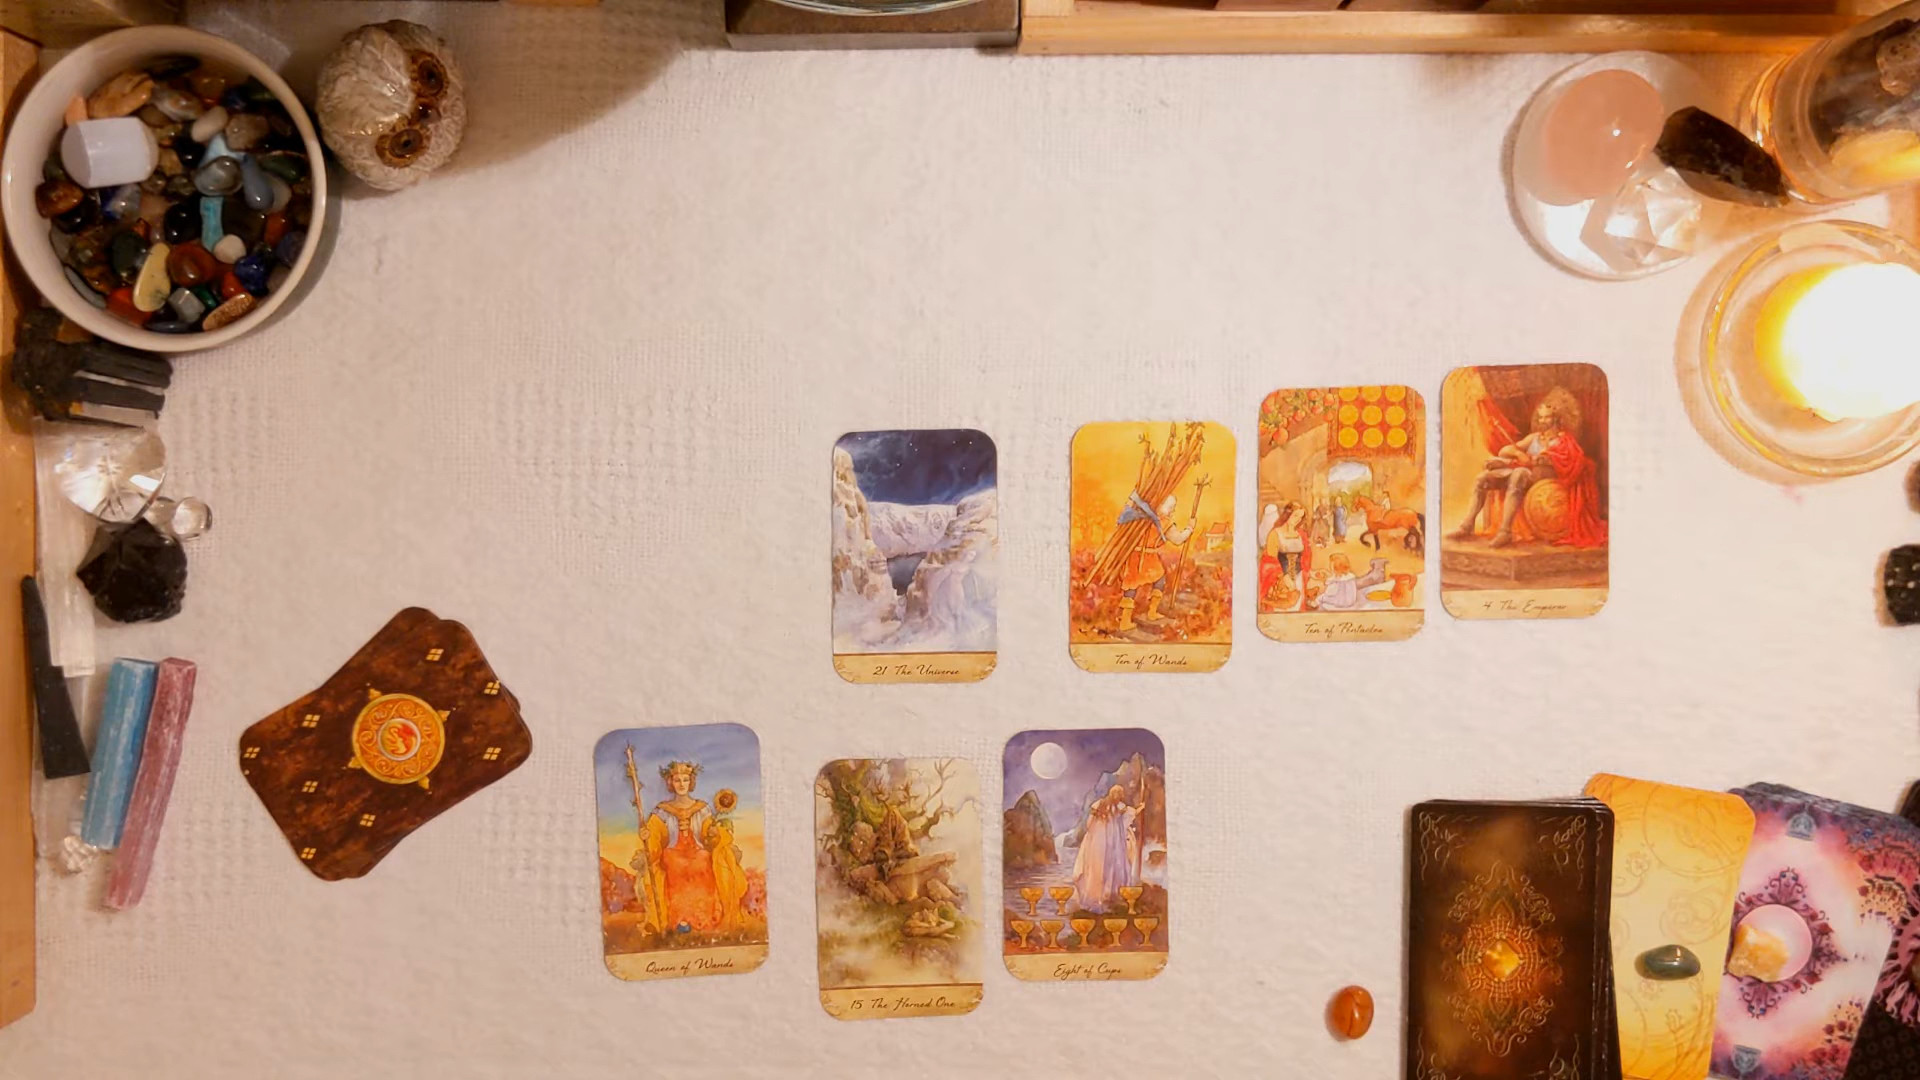 21 The Universe
Ten of Wands
Ten of Pentacles
4 The Emperor
Queen of Wands
15 The Horned One
Eight of Cups